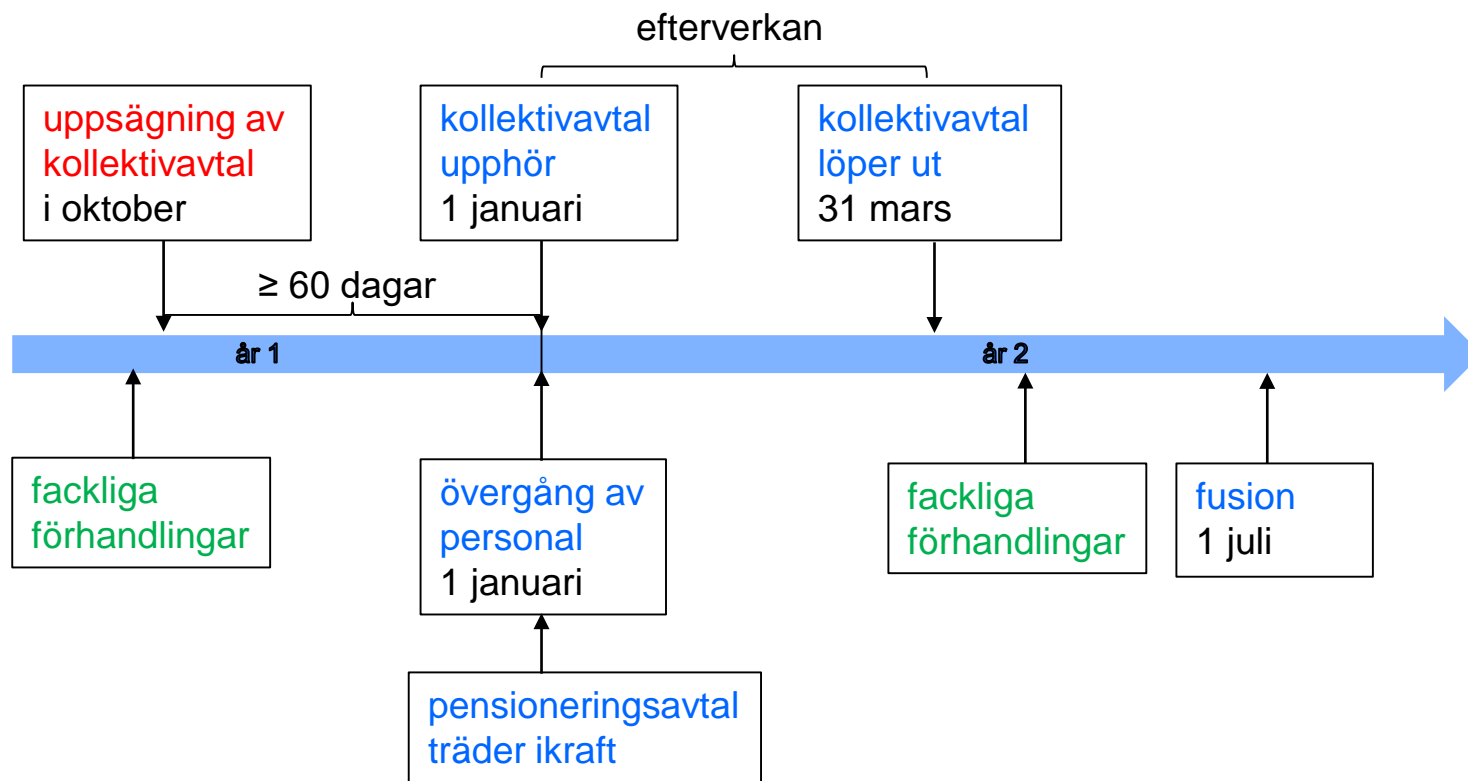 efterverkan
uppsägning av
kollektivavtal
i oktober
kollektivavtal
upphör
1 januari
kollektivavtal
löper ut
31 mars
≥ 60 dagar
år 1
år 2
fackliga
förhandlingar
övergång av
personal
1 januari
fackliga
förhandlingar
fusion
1 juli
pensioneringsavtal
träder ikraft